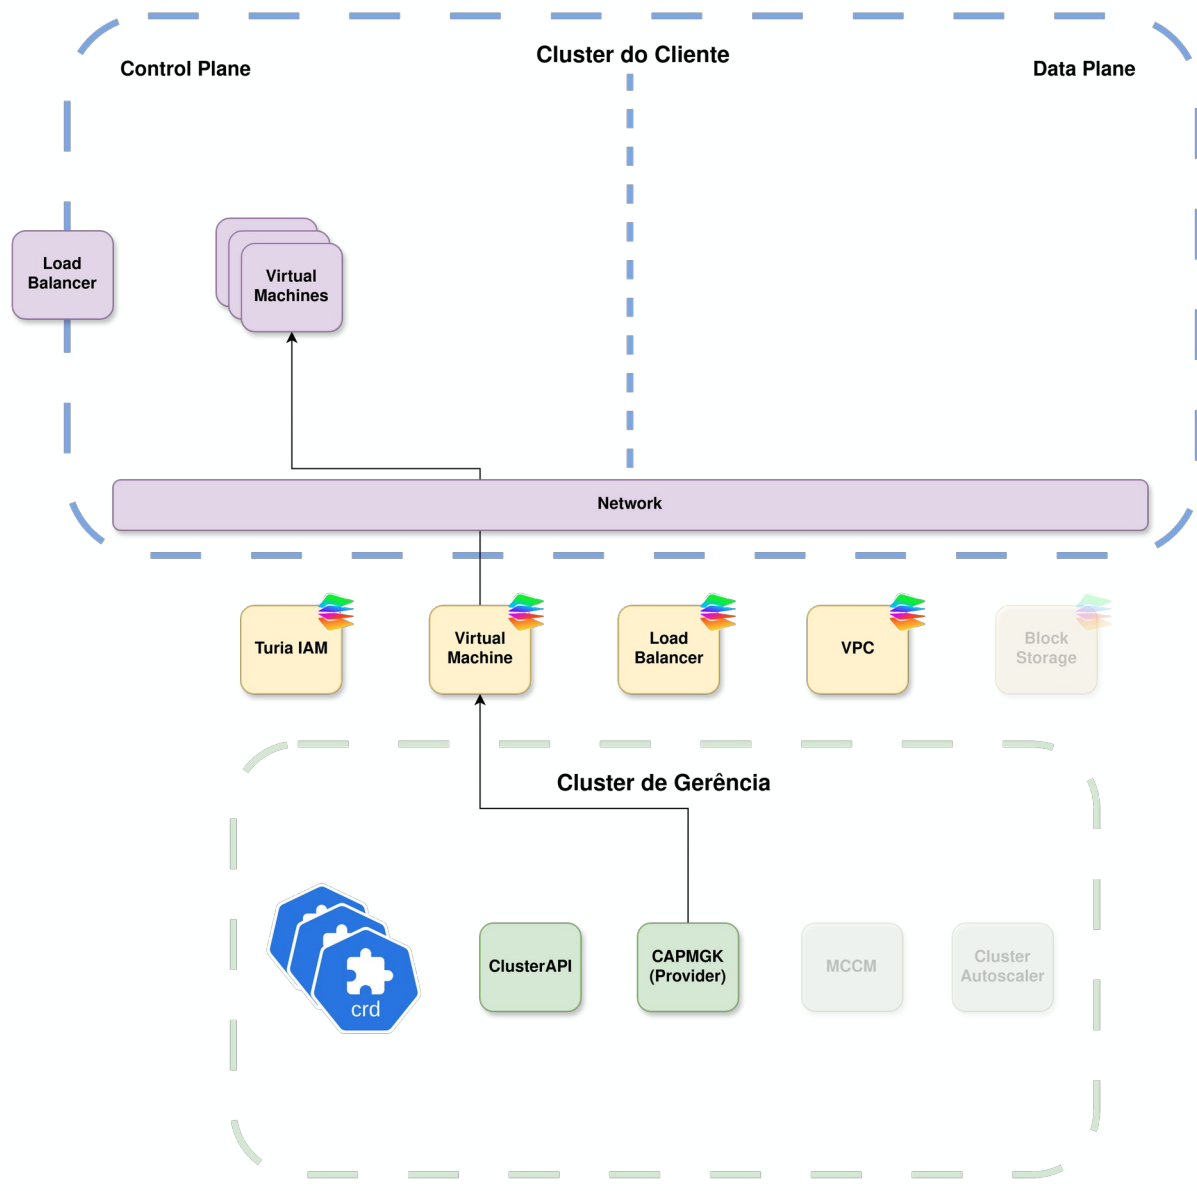 Cluster do Cliente
Control Plane
Data Plane
Load
Balancer
Virtual
Machines
Network
Turia IAM
Virtual
Machine
Load
Balancer
VPC
Block
Storage
Cluster de Gerência
crd
ClusterAPI
CAPMGK
(Provider)
MCCM
Cluster
Autoscaler